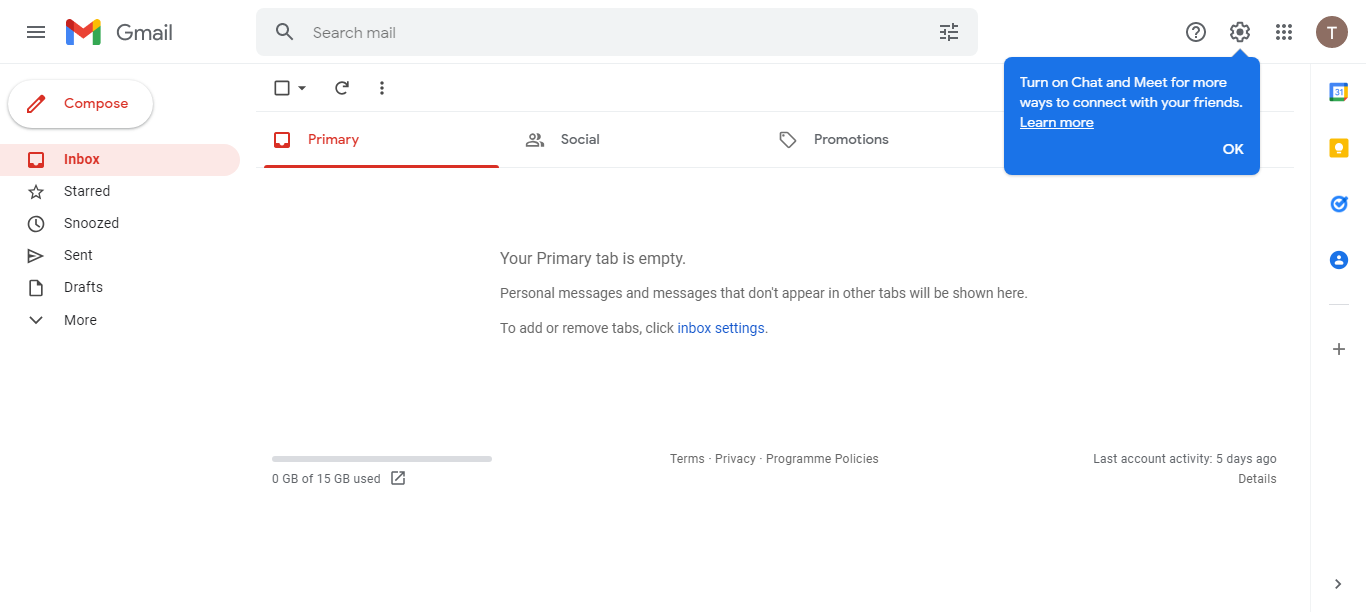 Gmail
Search mail
T
Turn on Chat and Meet for more
ways to connect with your friends.
Learn more
OK
Compose
Inbox
Starred
Snoozed
Sent
Drafts
More
Primary
Social
Promotions
Your Primary tab is empty.
Personal messages and messages that don't appear in other tabs will be shown here.
To add or remove tabs, click inbox settings.
0 GB of 15 GB used
Terms · Privacy · Programme Policies
Last account activity: 5 days ago
Details
31